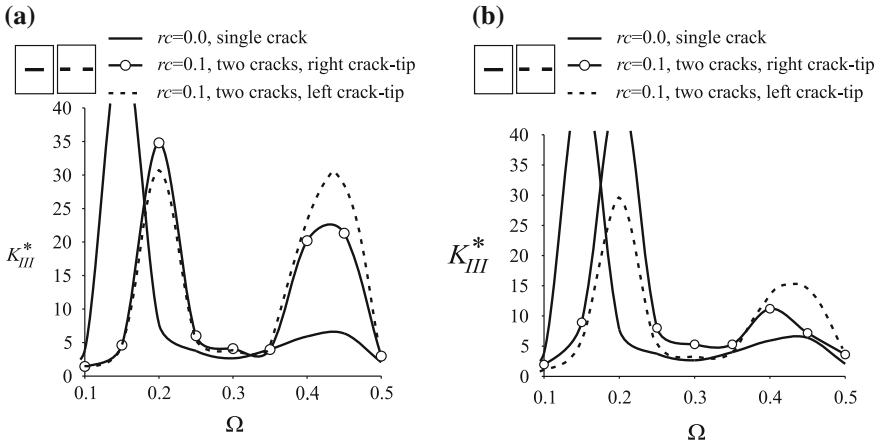 (a)
rc=0.0, single crack
rc=0.1, two cracks, right crack-tip
rc=0.1, two cracks, left crack-tip
40
35
30
25
20
15
10
5
0
K*III
0.1 0.2 0.3 0.4 0.5
Ω
(b)
rc=0.0, single crack
rc=0.1, two cracks, right crack-tip
rc=0.1, two cracks, left crack-tip
40
35
30
25
20
15
10
5
0
K*III
0.1 0.2 0.3 0.4 0.5
Ω